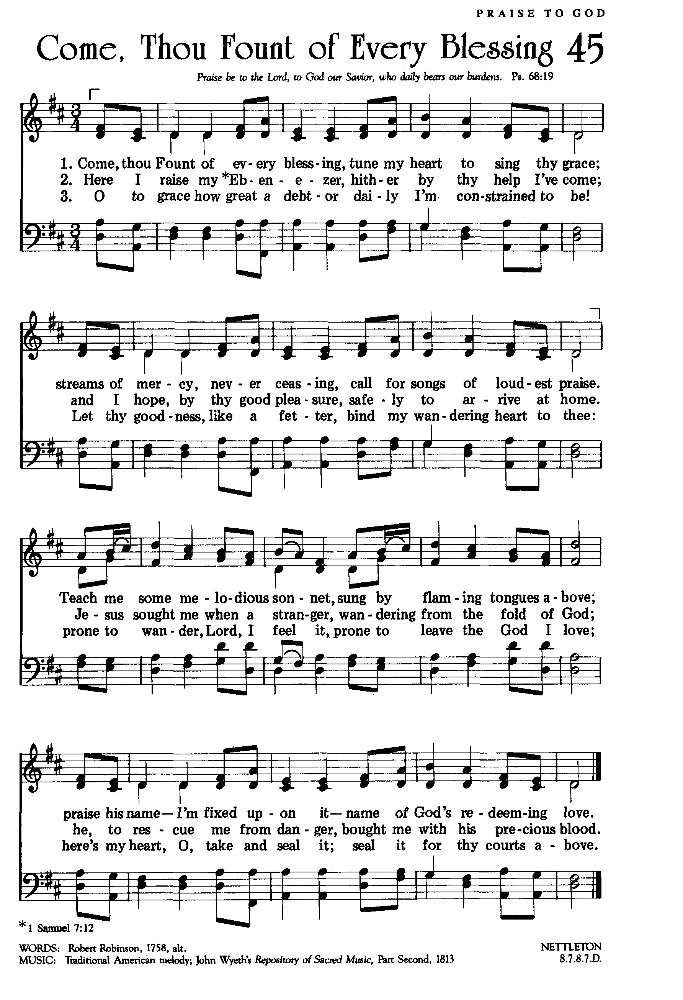 PRAISE TO GOD
Come, Thou Fount of Every Blessing 45
Praise be to the Lord, to God our Savior, who daily bears our burdens. Ps. 68:19
3
4
1. Come, thou Fount of ev - ery bless - ing, tune my heart to sing thy grace;
2. Here I raise my *Eb - en - e - zer, hith - er by thy help I've come;
3. O to grace how great a debt - or dai - ly I'm con - strained to be!
3
4
streams of mer - cy, nev - er ceas - ing, call for songs of loud - est praise.
and I hope, by thy good plea - sure, safe - ly to ar - rive at home.
Let thy good - ness, like a fet - ter, bind my wan - dering heart to thee:
Teach me some me - lo - dious son - net, sung by flam - ing tongues a - bove;
Je - sus sought me when a stran - ger, wan - dering from the fold of God;
prone to wan - der, Lord, I feel it, prone to leave the God I love;
praise his name— I'm fixed up - on it— name of God's re - deem - ing love.
he, to res - cue me from dan - ger, bought me with his pre - cious blood.
here's my heart, O, take and seal it; seal it for thy courts a - bove.
*1 Samuel 7:12
WORDS: Robert Robinson, 1758, alt. NETTLETON
MUSIC: Traditional American melody; John Wyeth's Repository of Sacred Music, Part Second, 1813 8.7.8.7.D.